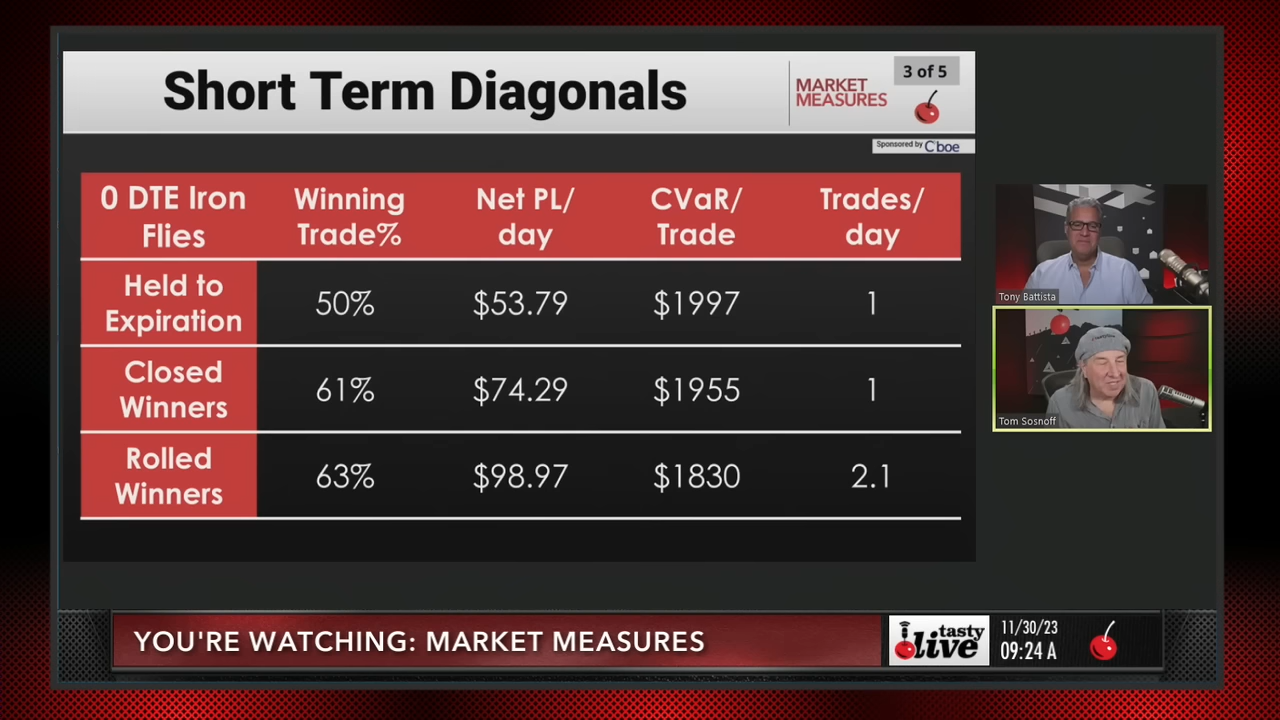 Short Term Diagonals
MARKET
MEASURES
3 of 5
Sponsored by Cboe
0 DTE Iron
Flies
Winning
Trade%
Net PL/
day
CVaR/
Trade
Trades/
day
Held to
Expiration
50%
$53.79
$1997
1
Closed
Winners
61%
$74.29
$1955
1
Rolled
Winners
63%
$98.97
$1830
2.1
Tony Battista
Tom Sosnoff
YOU'RE WATCHING: MARKET MEASURES
tasty
live
11/30/23
09:24 A